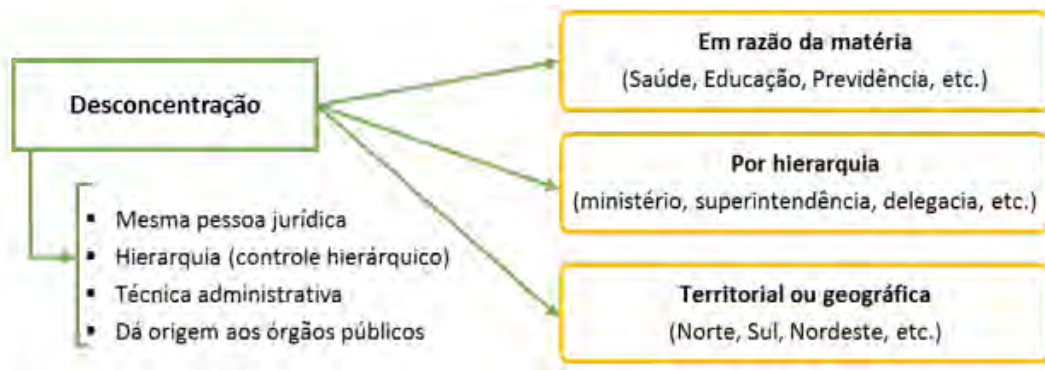 Desconcentração
▪ Mesma pessoa jurídica
▪ Hierarquia (controle hierárquico)
▪ Técnica administrativa
▪ Dá origem aos órgãos públicos
Em razão da matéria
(Saúde, Educação, Previdência, etc.)
Por hierarquia
(ministério, superintendência, delegacia, etc.)
Territorial ou geográfica
(Norte, Sul, Nordeste, etc.)